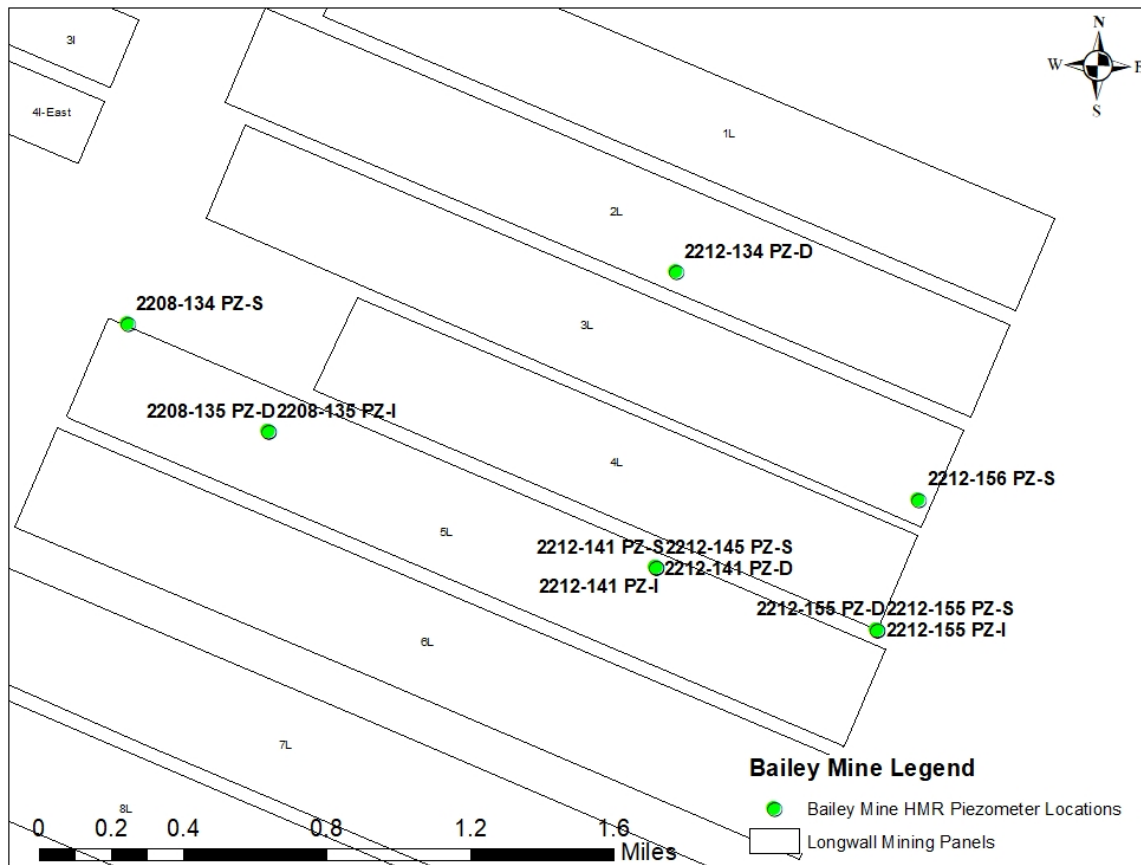 N
W E
S
3I
4I-East
1L
2L
2212-134 PZ-D
2208-134 PZ-S
3L
2208-135 PZ-D 2208-135 PZ-I
4L
2212-156 PZ-S
5L
2212-141 PZ-S 2212-145 PZ-S
2212-141 PZ-D
2212-141 PZ-I
2212-155 PZ-D 2212-155 PZ-S
2212-155 PZ-I
6L
7L
8L
Bailey Mine Legend
Bailey Mine HMR Piezometer Locations
Longwall Mining Panels
0 0.2 0.4 0.8 1.2 1.6
Miles